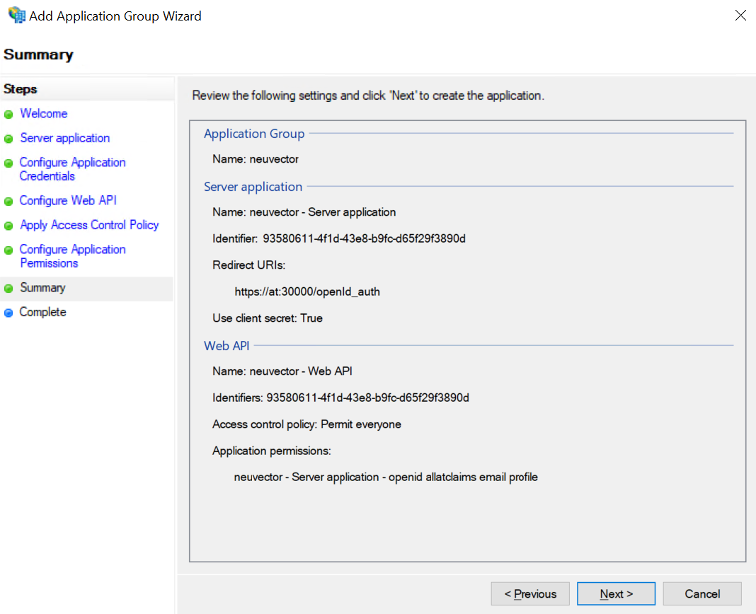 Add Application Group Wizard
Summary
Steps
Welcome
Server application
Configure Application
Credentials
Configure Web API
Apply Access Control Policy
Configure Application
Permissions
Summary
Complete
Review the following settings and click 'Next' to create the application.
Application Group
Name: neuvector
Server application
Name: neuvector - Server application
Identifier: 93580611-4f1d-43e8-b9fc-d65f29f3890d
Redirect URIs:
https://at:30000/openId_auth
Use client secret: True
Web API
Name: neuvector - Web API
Identifiers: 93580611-4f1d-43e8-b9fc-d65f29f3890d
Access control policy: Permit everyone
Application permissions:
neuvector - Server application - openid allatclaims email profile
< Previous
Next >
Cancel